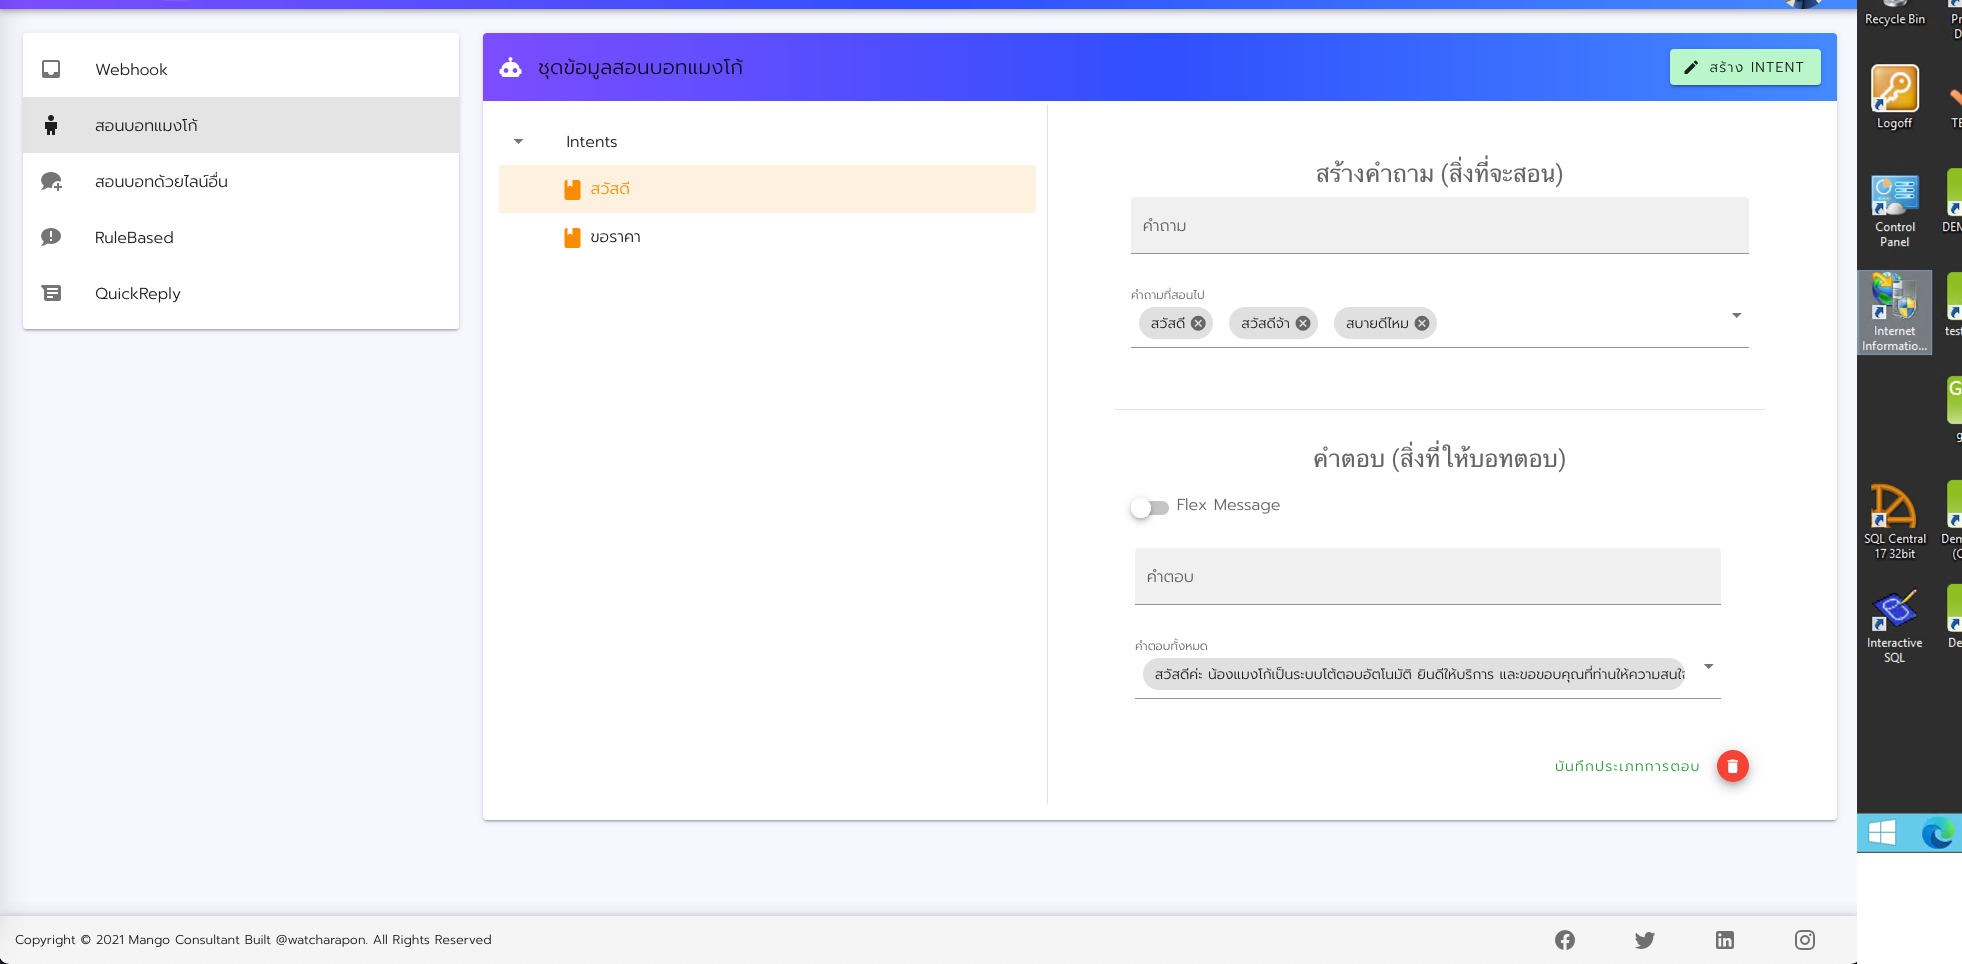 Webhook
สอนบอทแมงโก้
สอนบอทด้วยไลน์อื่น
RuleBased
QuickReply
ชุดข้อมูลสอนบอทแมงโก้
สร้าง INTENT
Intents
สวัสดี
ขอราคา
สร้างคำถาม (สิ่งที่จะสอน)
คำถาม
คำถามที่สอนไป
สวัสดี สวัสดีจ้า สบายดีไหม
คำตอบ (สิ่งที่ให้บอทตอบ)
Flex Message
คำตอบ
คำตอบทั้งหมด
สวัสดีค่ะ น้องแมงโก้เป็นระบบโต้ตอบอัตโนมัติ ยินดีให้บริการ และขอขอบคุณที่ท่านให้ความสนใ
บันทึกประเภทการตอบ
Copyright © 2021 Mango Consultant Built @watcharapon. All Rights Reserved
Recycle Bin
Logoff
Control
Panel
Internet
Informatio...
SQL Central
17 32bit
Interactive
SQL